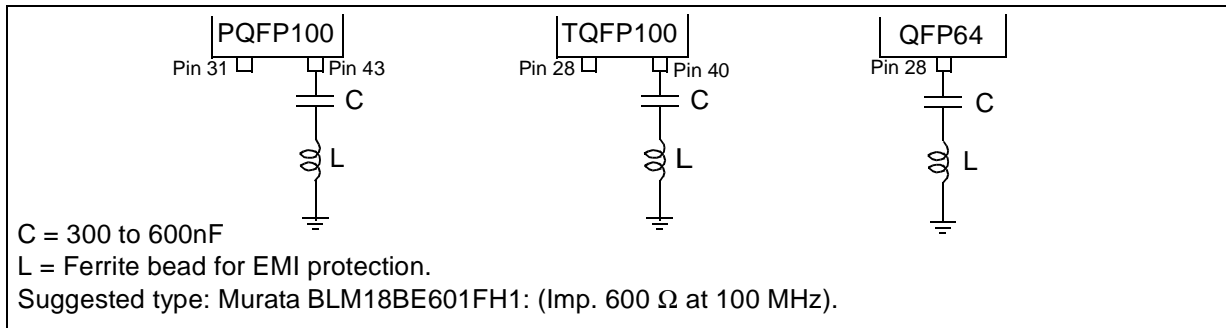 PQFP100
Pin 31
Pin 43
C
L
TQFP100
Pin 28
Pin 40
C
L
QFP64
Pin 28
C
L
C = 300 to 600nF
L = Ferrite bead for EMI protection.
Suggested type: Murata BLM18BE601FH1: (Imp. 600 Ω at 100 MHz).